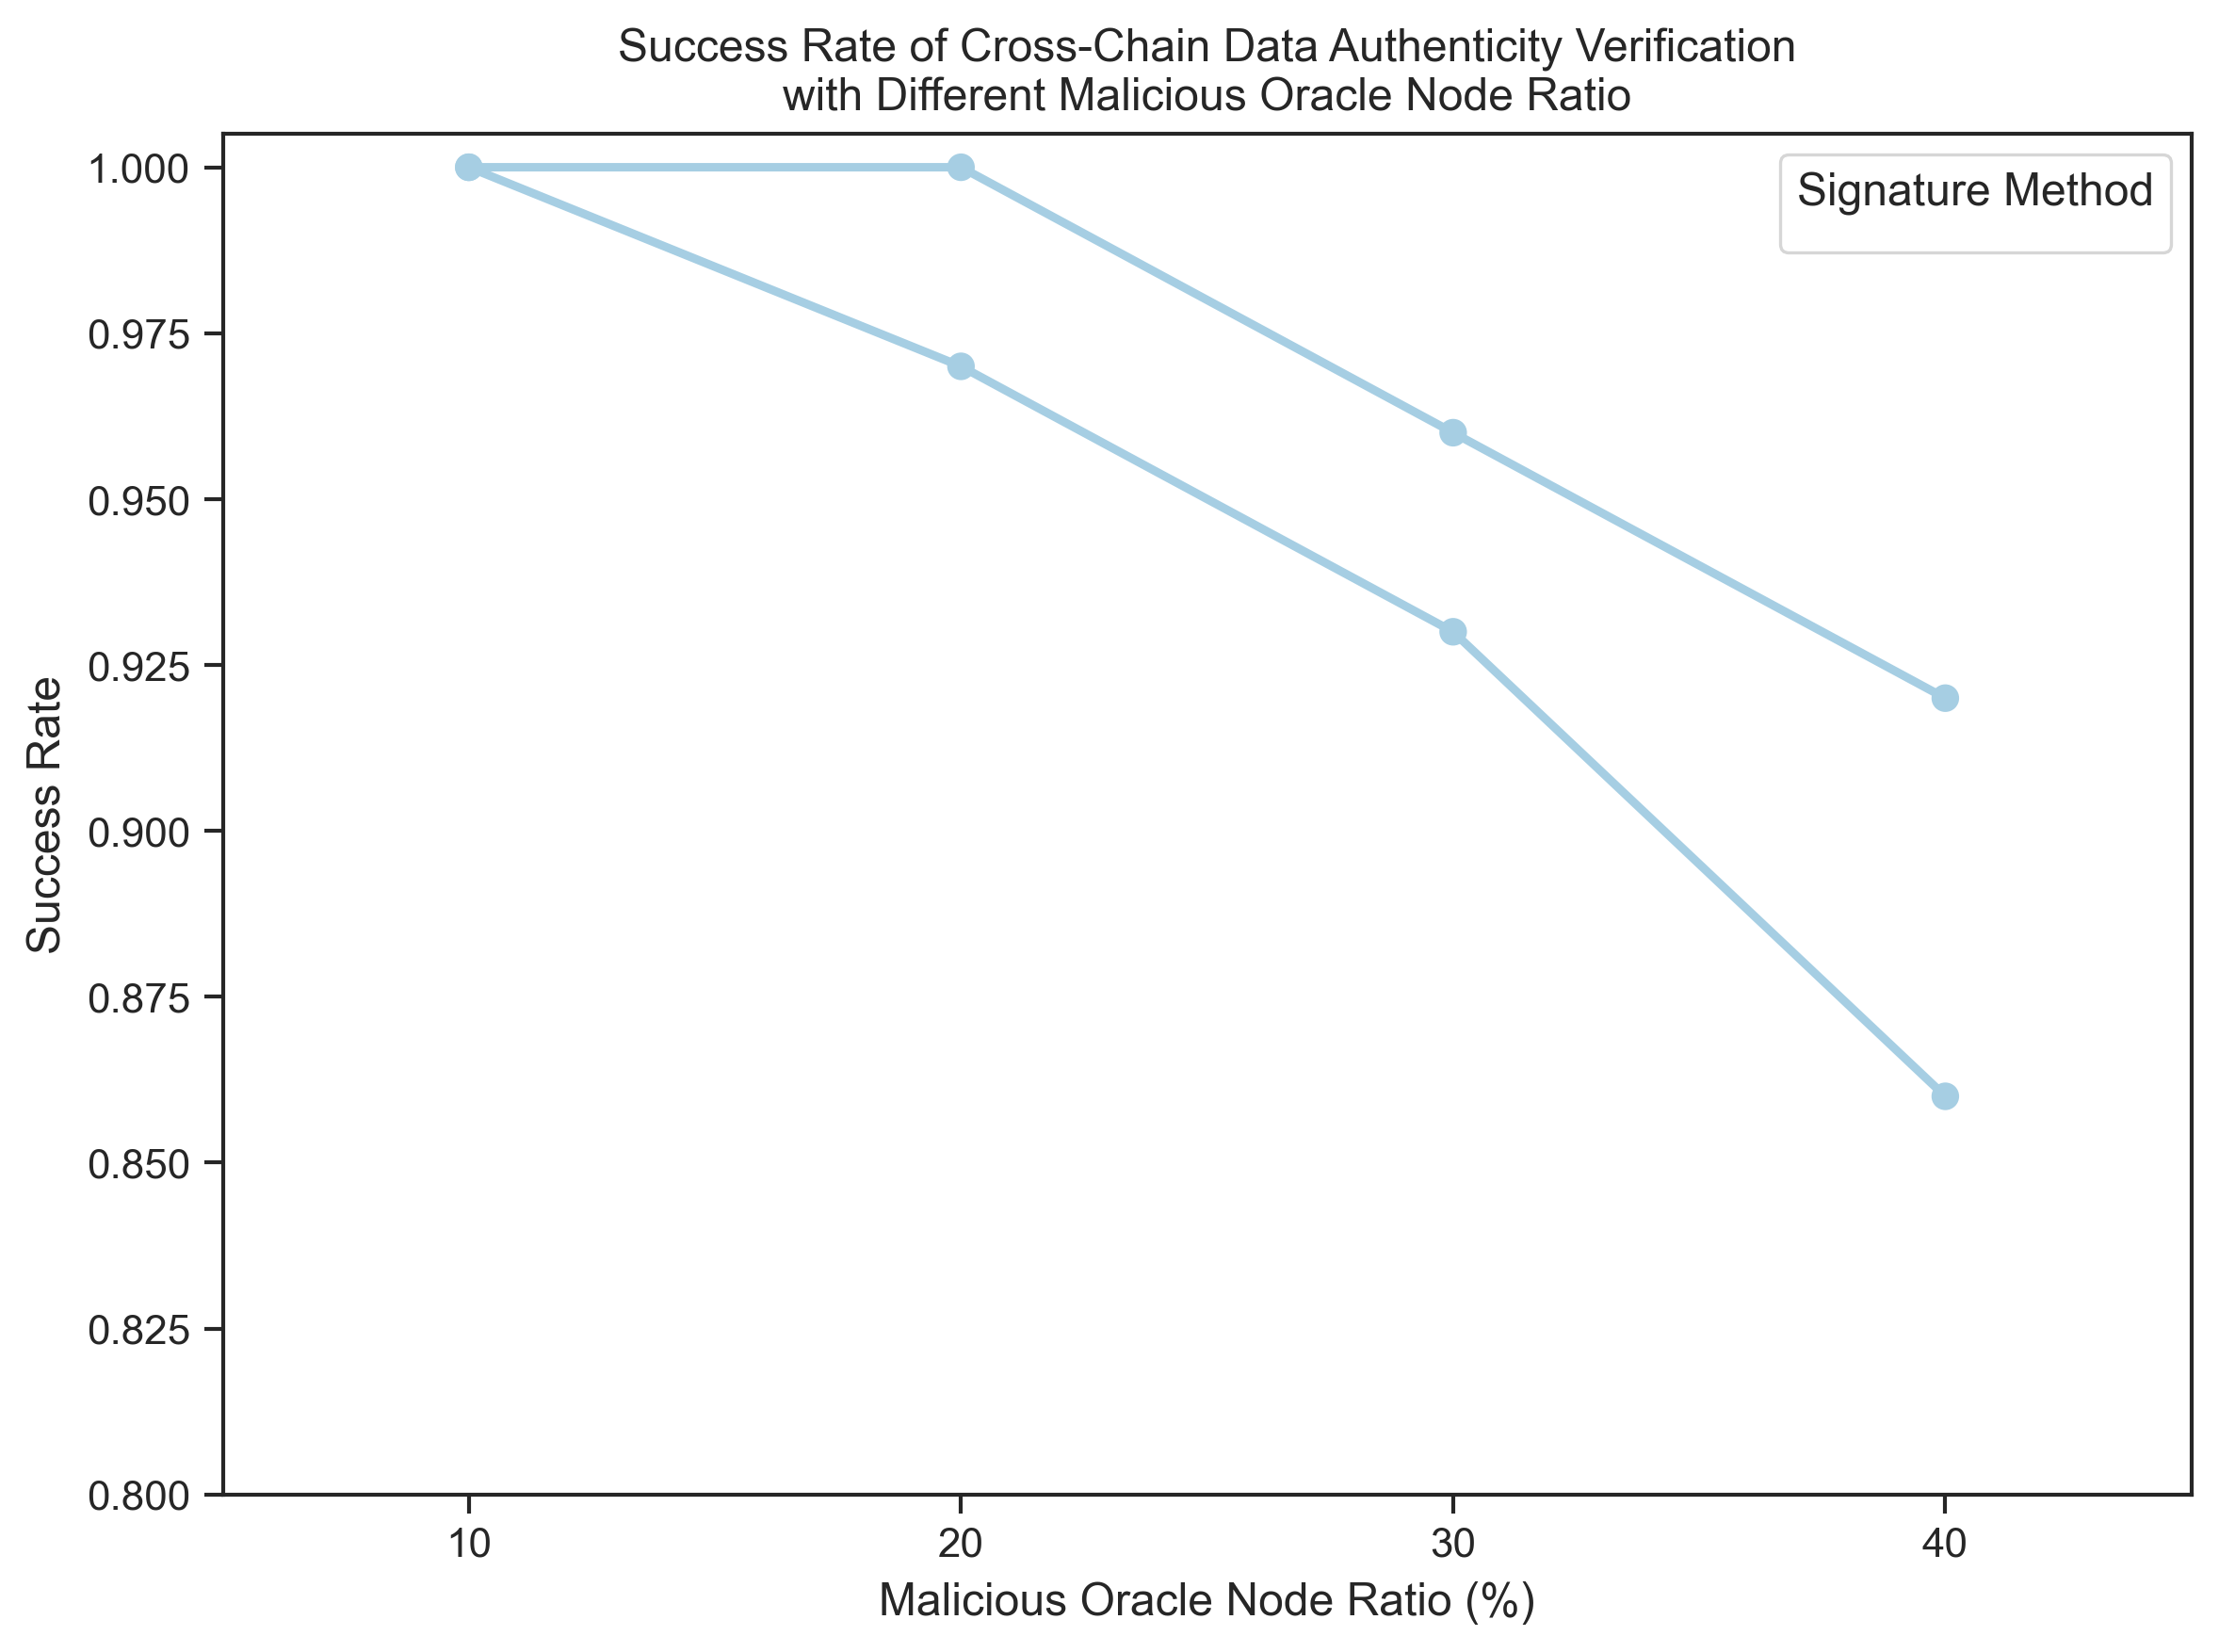 Success Rate of Cross-Chain Data Authenticity Verification
with Different Malicious Oracle Node Ratio
Signature Method
Success Rate
1.000
0.975
0.950
0.925
0.900
0.875
0.850
0.825
0.800
10
20
30
40
Malicious Oracle Node Ratio (%)